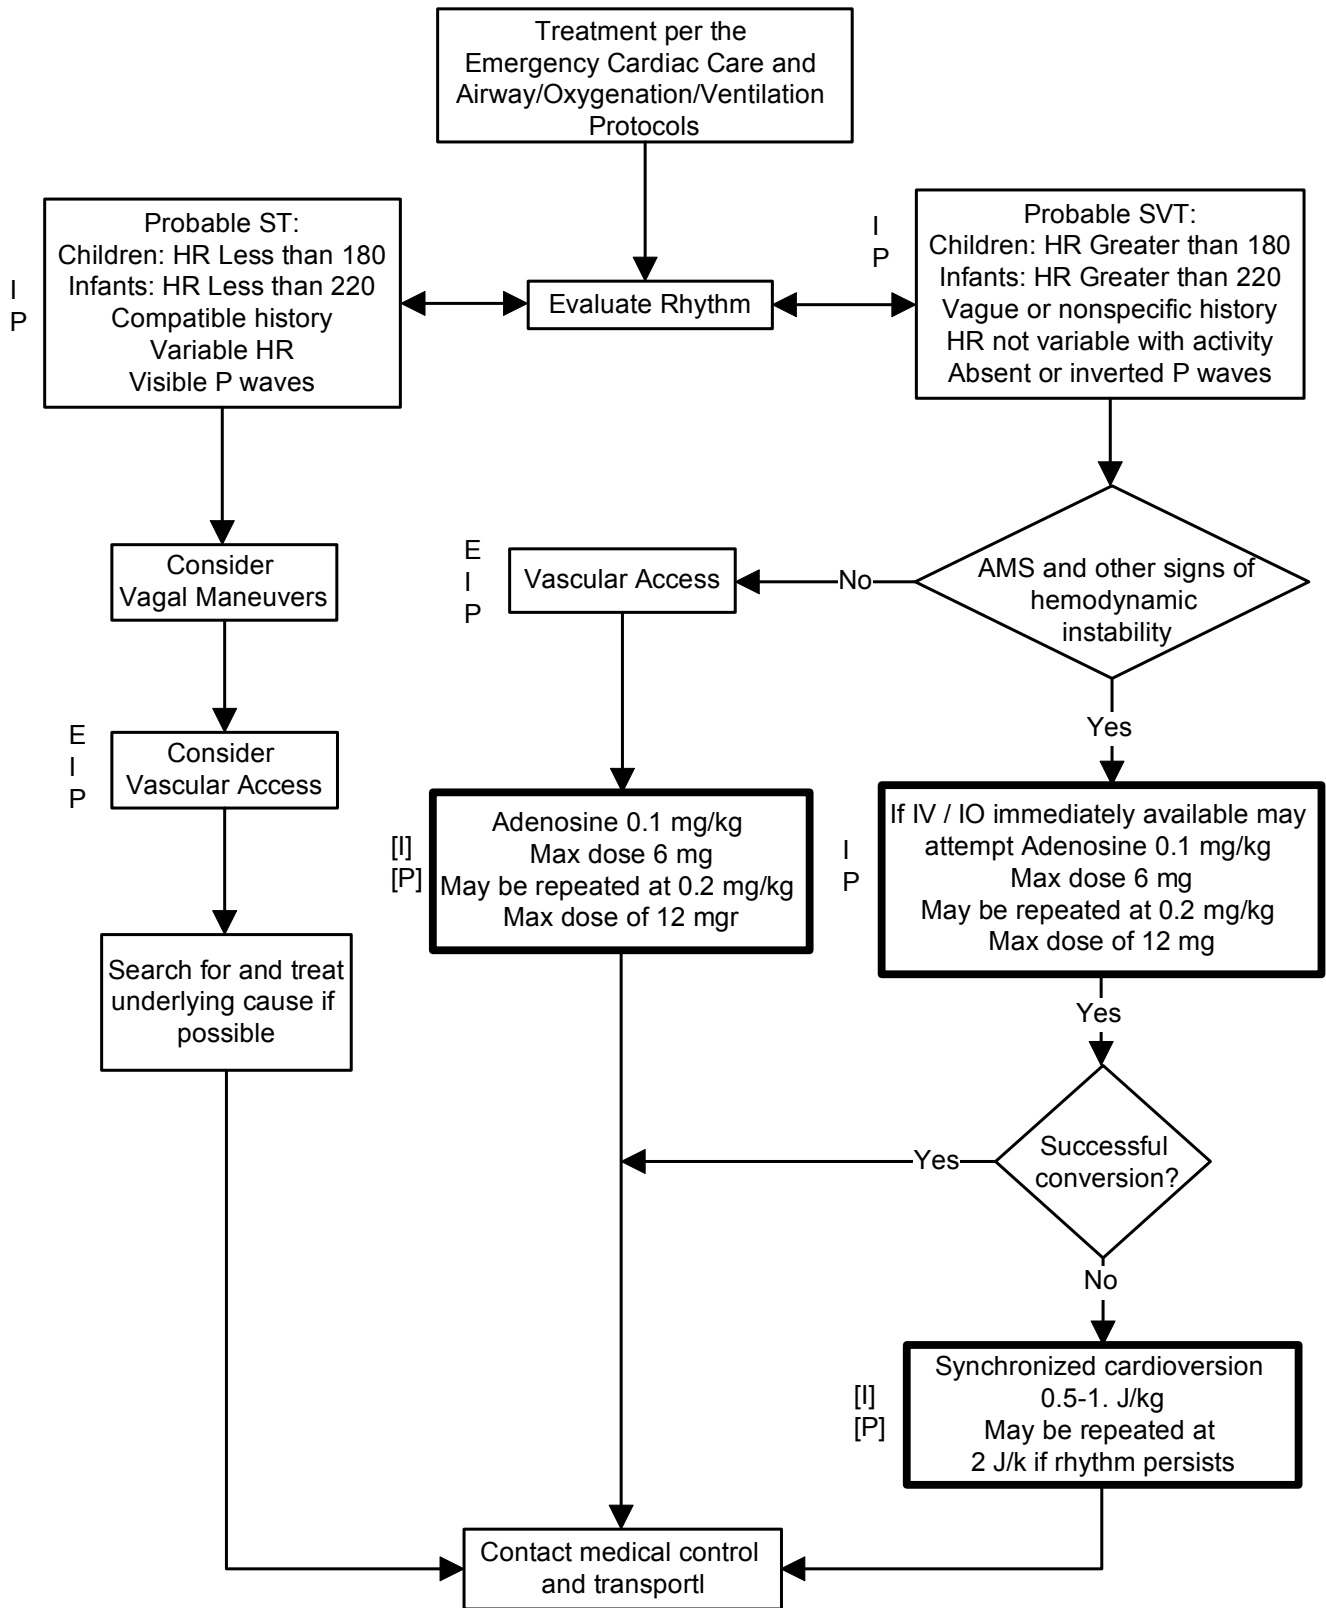 Treatment per the
Emergency Cardiac Care and
Airway/Oxygenation/Ventilation
Protocols
I
P
Probable ST:
Children: HR Less than 180
Infants: HR Less than 220
Compatible history
Variable HR
Visible P waves
Evaluate Rhythm
I
P
Probable SVT:
Children: HR Greater than 180
Infants: HR Greater than 220
Vague or nonspecific history
HR not variable with activity
Absent or inverted P waves
Consider
Vagal Maneuvers
E
I
P
Vascular Access
No
AMS and other signs of
hemodynamic
instability
Yes
E
I
P
Consider
Vascular Access
[I]
[P]
Adenosine 0.1 mg/kg
Max dose 6 mg
May be repeated at 0.2 mg/kg
Max dose of 12 mgr
I
P
If IV / IO immediately available may
attempt Adenosine 0.1 mg/kg
Max dose 6 mg
May be repeated at 0.2 mg/kg
Max dose of 12 mg
Search for and treat
underlying cause if
possible
Yes
Yes
Successful
conversion?
No
[I]
[P]
Synchronized cardioversion
0.5-1. J/kg
May be repeated at
2 J/k if rhythm persists
Contact medical control
and transportl